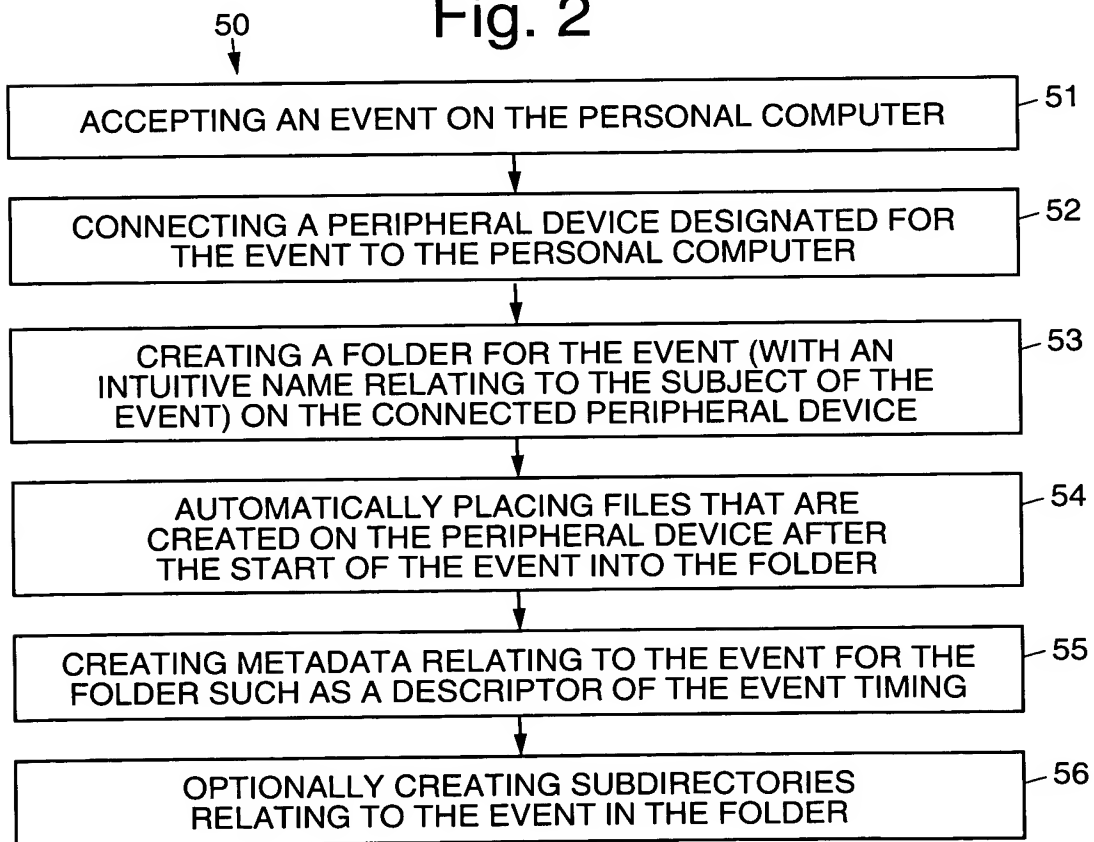 Fig. 2
50
ACCEPTING AN EVENT ON THE PERSONAL COMPUTER
51
CONNECTING A PERIPHERAL DEVICE DESIGNATED FOR
THE EVENT TO THE PERSONAL COMPUTER
52
CREATING A FOLDER FOR THE EVENT (WITH AN
INTUITIVE NAME RELATING TO THE SUBJECT OF THE
EVENT) ON THE CONNECTED PERIPHERAL DEVICE
53
AUTOMATICALLY PLACING FILES THAT ARE
CREATED ON THE PERIPHERAL DEVICE AFTER
THE START OF THE EVENT INTO THE FOLDER
54
CREATING METADATA RELATING TO THE EVENT FOR THE
FOLDER SUCH AS A DESCRIPTOR OF THE EVENT TIMING
55
OPTIONALLY CREATING SUBDIRECTORIES
RELATING TO THE EVENT IN THE FOLDER
56